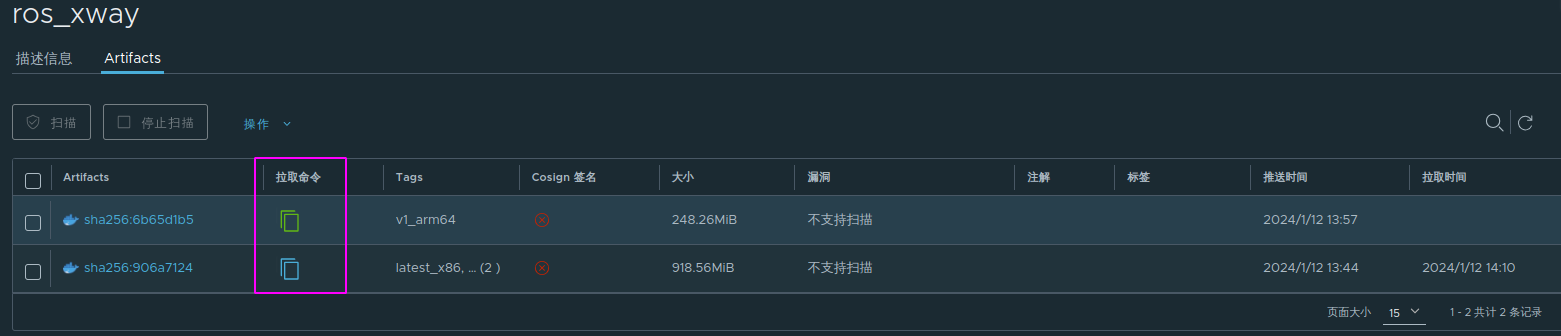 ros_xway
描述信息 Artifacts
扫描 停止扫描 操作
Artifacts 拉取命令 Tags Cosign 签名 大小 漏洞 注解 标签 推送时间 拉取时间
sha256:6b65d1b5 v1_arm64 248.26MiB 不支持扫描 2024/1/12 13:57
sha256:906a7124 latest_x86, ... (2 ) 918.56MiB 不支持扫描 2024/1/12 13:44 2024/1/12 14:10
页面大小 15 1 - 2 共计 2 条记录